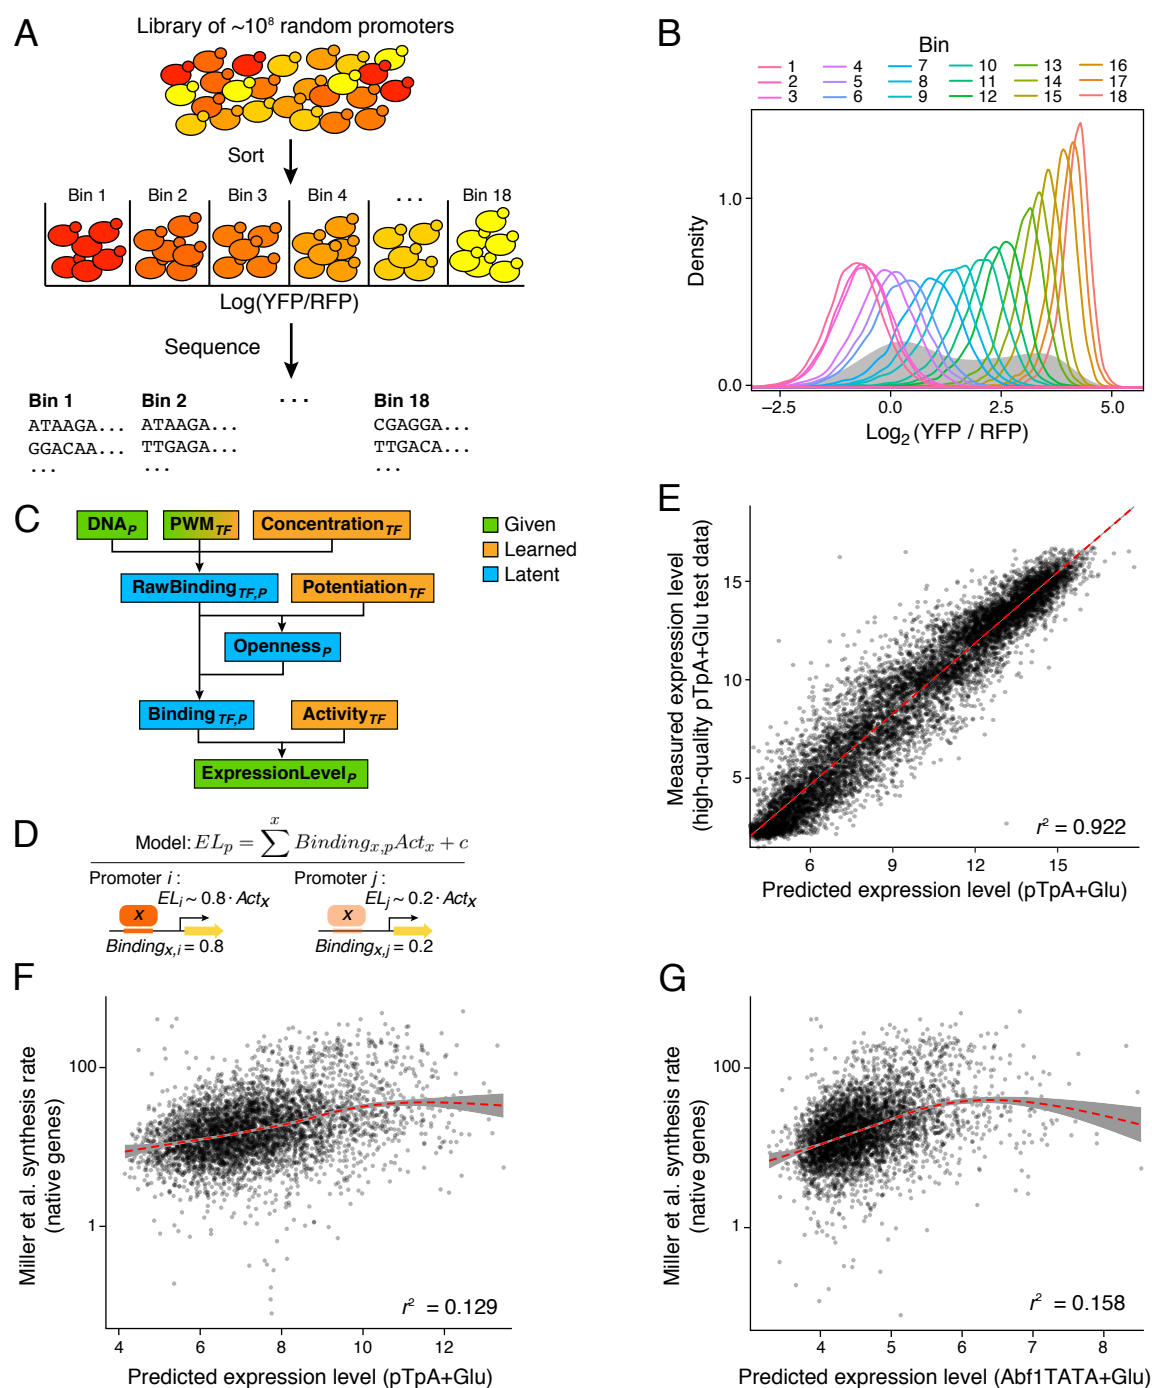 A
Library of ~10⁸ random promoters
Sort
Bin 1 Bin 2 Bin 3 Bin 4 ... Bin 18
Log(YFP/RFP)
Sequence
Bin 1 Bin 2 ... Bin 18
ATAAGA... ATAAGA... CGAGGA...
GGACAA... TTGAGA... TTGACA...
... ... ...
B
Bin
1 4 7 10 13 16
2 5 8 11 14 17
3 6 9 12 15 18
Density
1.0
0.0
−2.5 0.0 2.5 5.0
Log₂ (YFP / RFP)
C
DNA_P PWM_TF Concentration_TF
Given
Learned
Latent
RawBinding_TF,P Potentiation_TF
Openness_P
Binding_TF,P Activity_TF
ExpressionLevel_P
D
Model: EL_p = ∑^x Binding_x,p Act_x + c
Promoter i : Promoter j :
EL_i ~ 0.8 · Act_X EL_j ~ 0.2 · Act_X
X X
Binding_x,i = 0.8 Binding_x,j = 0.2
E
Measured expression level
(high-quality pTpA+Glu test data)
15
10
5
r² = 0.922
6 9 12 15
Predicted expression level (pTpA+Glu)
F
Miller et al. synthesis rate
(native genes)
100
1
r² = 0.129
4 6 8 10 12
Predicted expression level (pTpA+Glu)
G
Miller et al. synthesis rate
(native genes)
100
1
r² = 0.158
4 5 6 7 8
Predicted expression level (Abf1TATA+Glu)